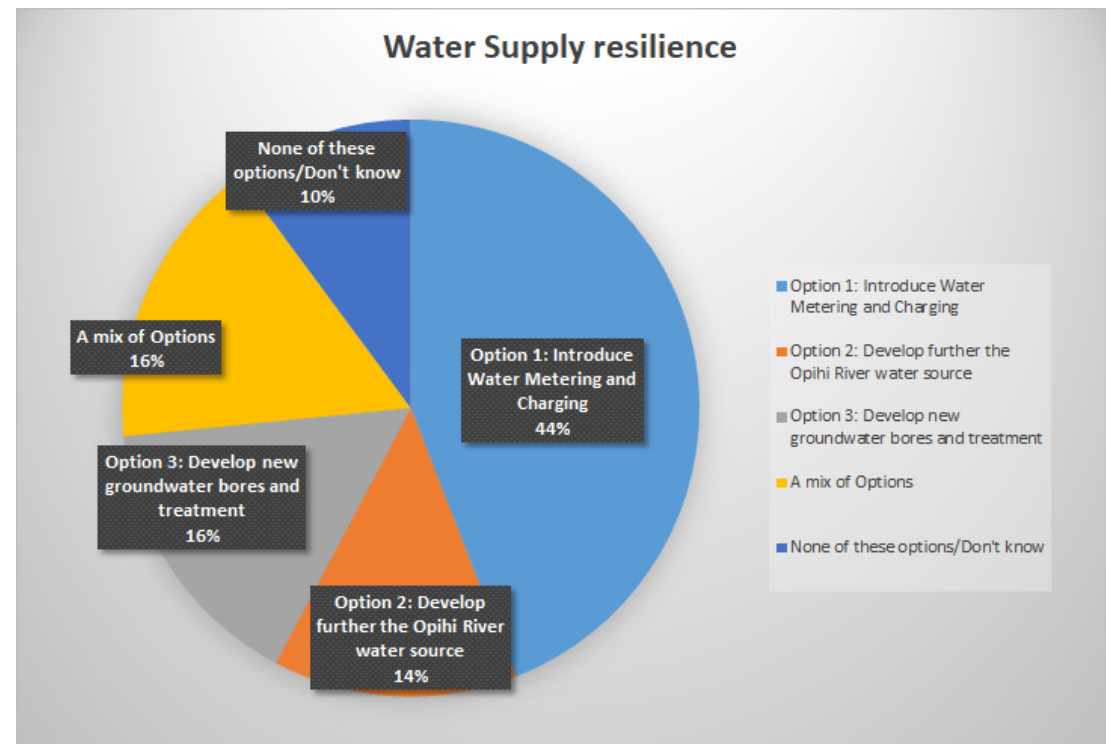 Water Supply resilience
None of these
options/Don't know
10%
A mix of Options
16%
Option 1: Introduce
Water Metering and
Charging
44%
Option 3: Develop new
groundwater bores and
treatment
16%
Option 2: Develop
further the Opihi River
water source
14%
Option 1: Introduce Water
Metering and Charging
Option 2: Develop further the
Opihi River water source
Option 3: Develop new
groundwater bores and treatment
A mix of Options
None of these options/Don't know